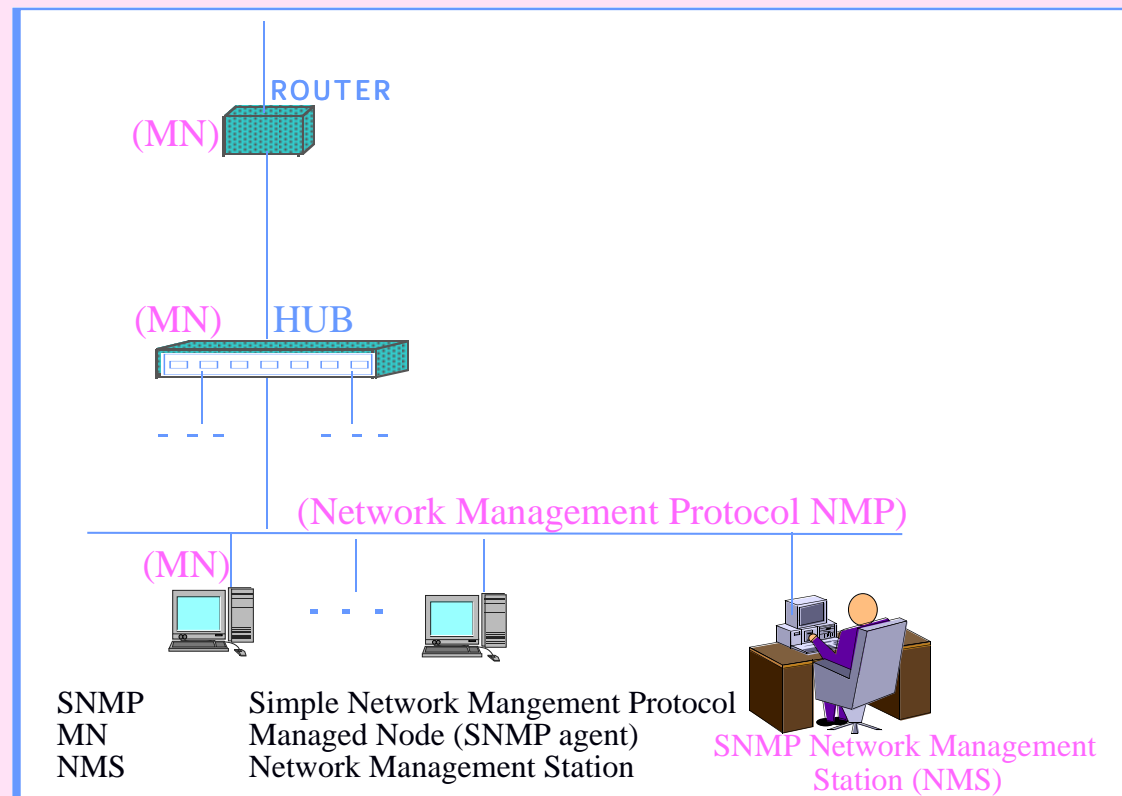 ROUTER
(MN)
(MN) HUB
(Network Management Protocol NMP)
(MN)
SNMP Simple Network Mangement Protocol
MN Managed Node (SNMP agent)
NMS Network Management Station
SNMP Network Management
Station (NMS)